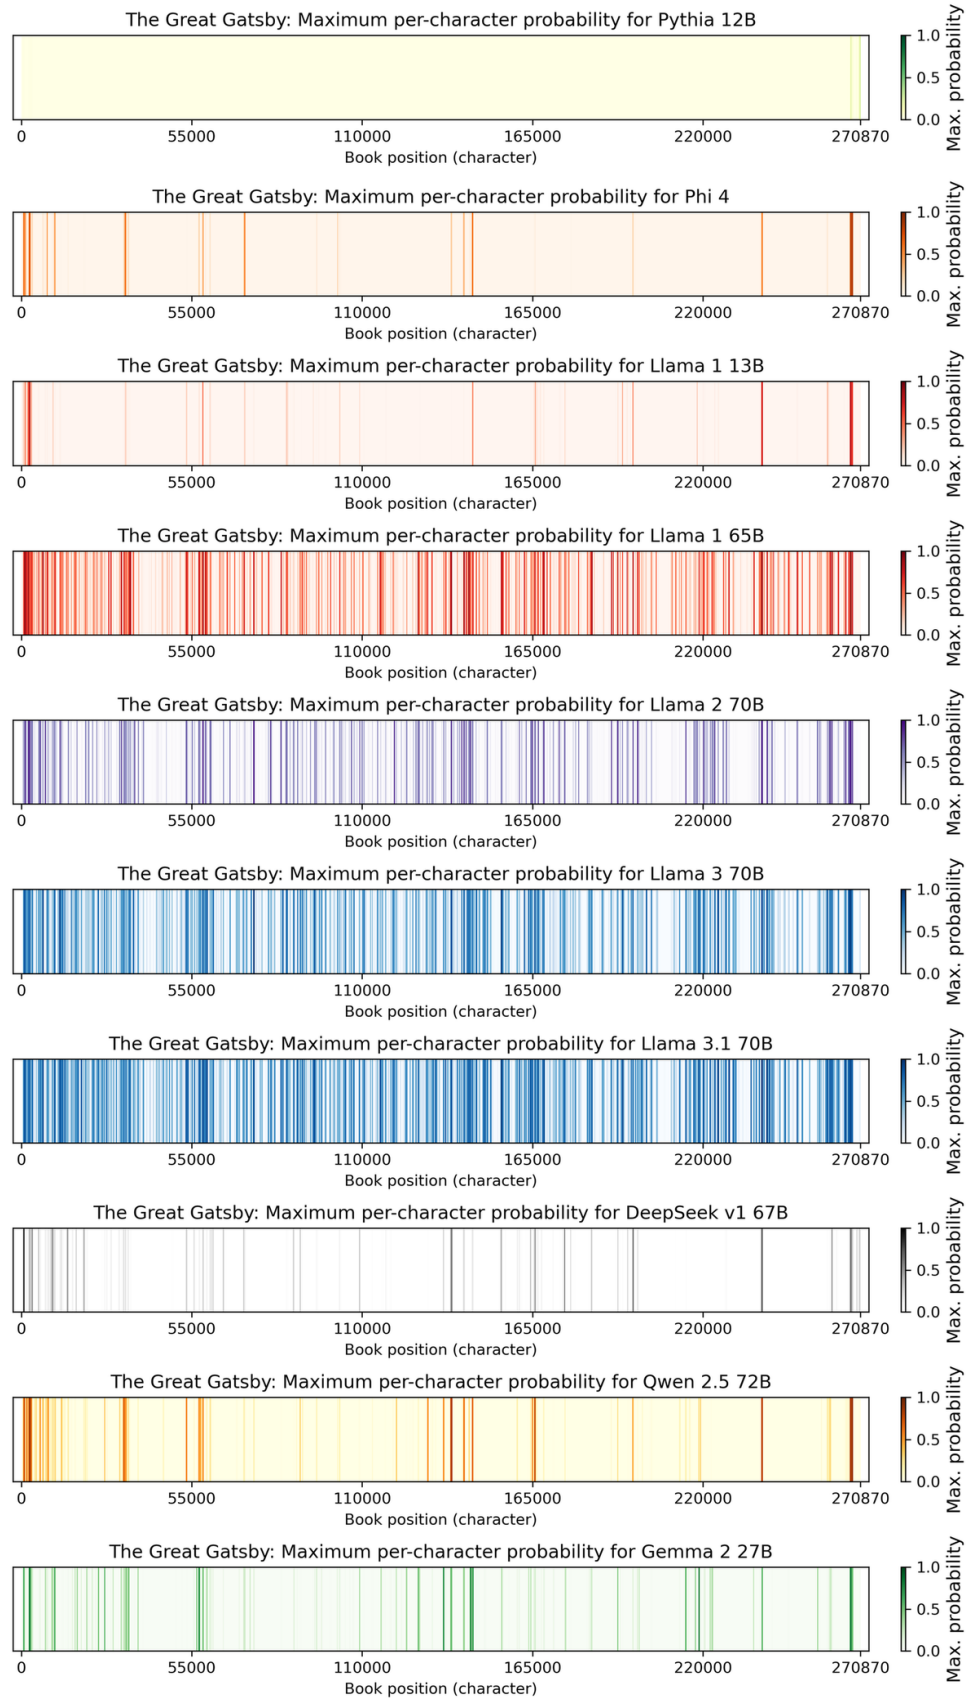 The Great Gatsby: Maximum per-character probability for Pythia 12B
1.0
0.5
0.0
Max. probability
0 55000 110000 165000 220000 270870
Book position (character)
The Great Gatsby: Maximum per-character probability for Phi 4
1.0
0.5
0.0
Max. probability
0 55000 110000 165000 220000 270870
Book position (character)
The Great Gatsby: Maximum per-character probability for Llama 1 13B
1.0
0.5
0.0
Max. probability
0 55000 110000 165000 220000 270870
Book position (character)
The Great Gatsby: Maximum per-character probability for Llama 1 65B
1.0
0.5
0.0
Max. probability
0 55000 110000 165000 220000 270870
Book position (character)
The Great Gatsby: Maximum per-character probability for Llama 2 70B
1.0
0.5
0.0
Max. probability
0 55000 110000 165000 220000 270870
Book position (character)
The Great Gatsby: Maximum per-character probability for Llama 3 70B
1.0
0.5
0.0
Max. probability
0 55000 110000 165000 220000 270870
Book position (character)
The Great Gatsby: Maximum per-character probability for Llama 3.1 70B
1.0
0.5
0.0
Max. probability
0 55000 110000 165000 220000 270870
Book position (character)
The Great Gatsby: Maximum per-character probability for DeepSeek v1 67B
1.0
0.5
0.0
Max. probability
0 55000 110000 165000 220000 270870
Book position (character)
The Great Gatsby: Maximum per-character probability for Qwen 2.5 72B
1.0
0.5
0.0
Max. probability
0 55000 110000 165000 220000 270870
Book position (character)
The Great Gatsby: Maximum per-character probability for Gemma 2 27B
1.0
0.5
0.0
Max. probability
0 55000 110000 165000 220000 270870
Book position (character)